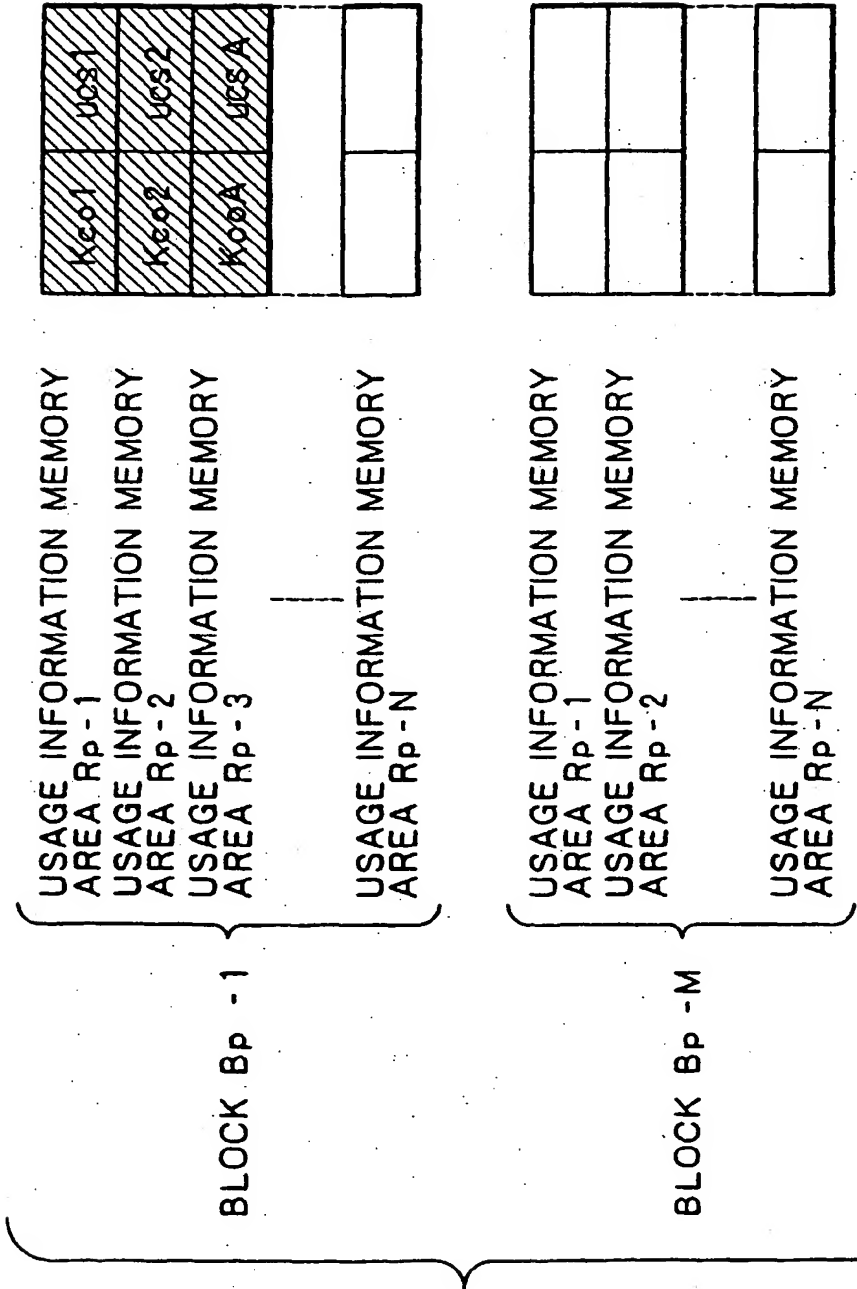 BLOCK Bp - 1
USAGE INFORMATION MEMORY
AREA Rp - 1
Kco1 ucs1
USAGE INFORMATION MEMORY
AREA Rp - 2
Kco2 ucs2
USAGE INFORMATION MEMORY
AREA Rp - 3
KcoA ucsA
USAGE INFORMATION MEMORY
AREA Rp - N
BLOCK Bp - M
USAGE INFORMATION MEMORY
AREA Rp - 1
USAGE INFORMATION MEMORY
AREA Rp - 2
USAGE INFORMATION MEMORY
AREA Rp - N